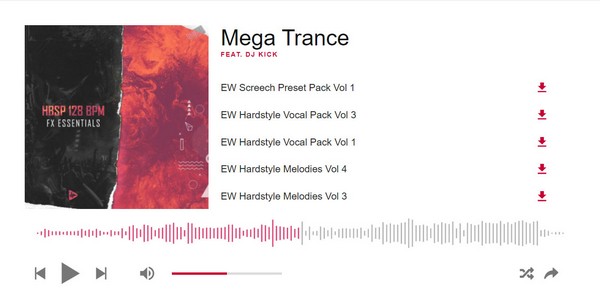 HBSP 128 BPM
FX ESSENTIALS
Mega Trance
FEAT. DJ KICK
EW Screech Preset Pack Vol 1
EW Hardstyle Vocal Pack Vol 3
EW Hardstyle Vocal Pack Vol 1
EW Hardstyle Melodies Vol 4
EW Hardstyle Melodies Vol 3